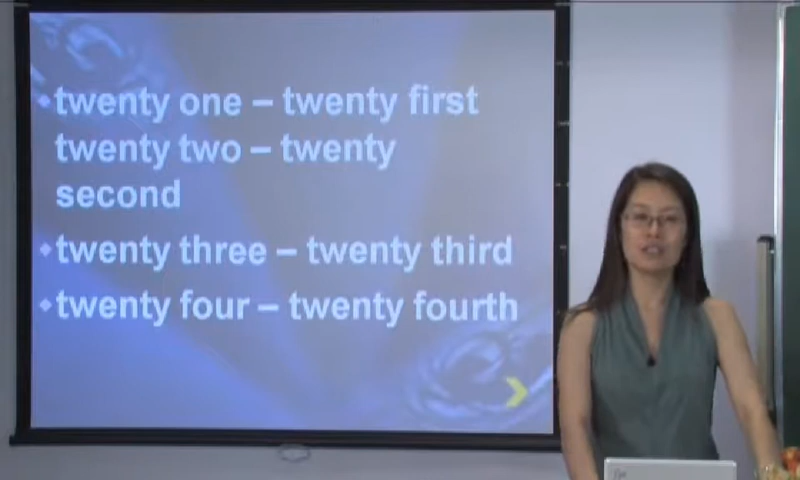 twenty one – twenty first
twenty two – twenty
second
twenty three – twenty third
twenty four – twenty fourth